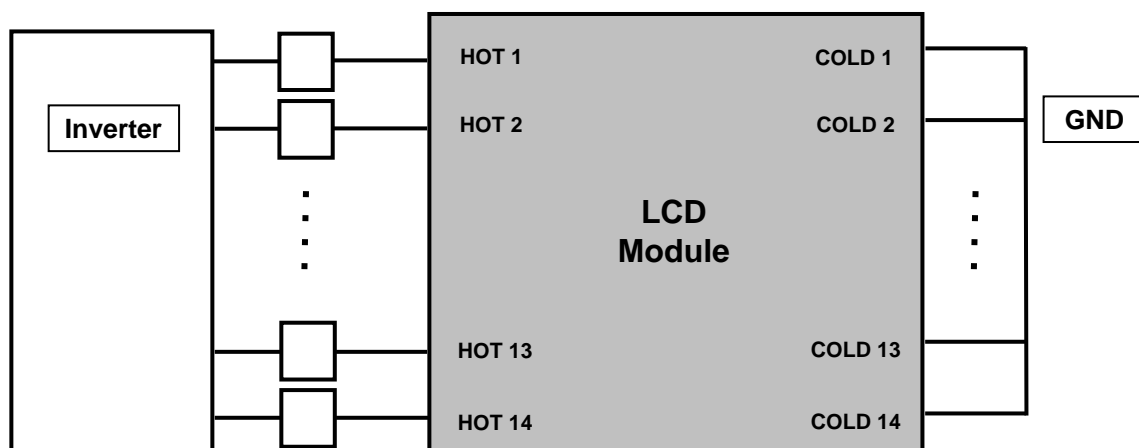 HOT 1
COLD 1
Inverter
HOT 2
COLD 2
GND
LCD
Module
HOT 13
COLD 13
HOT 14
COLD 14